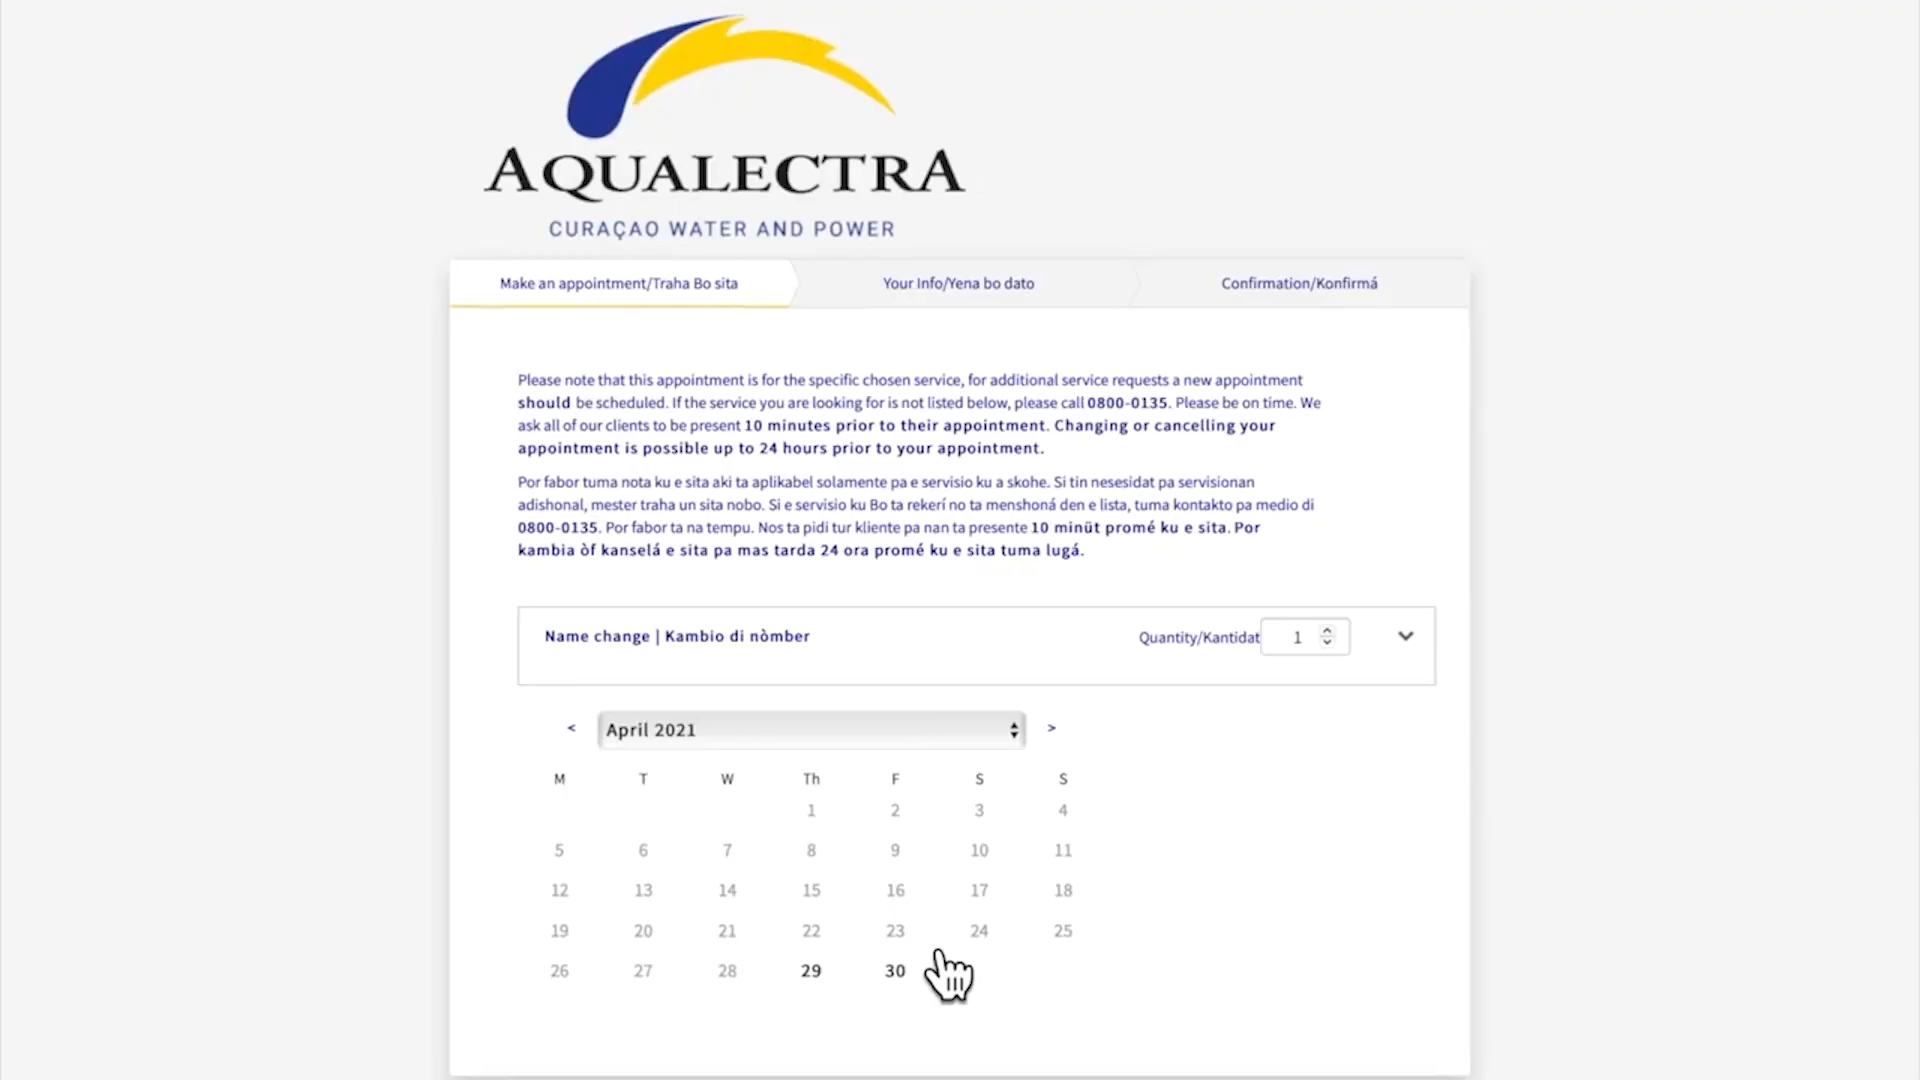 AQUALECTRA
CURAÇAO WATER AND POWER
Make an appointment/Traha Bo sita
Your Info/Yena bo dato
Confirmation/Konfirmá
Please note that this appointment is for the specific chosen service, for additional service requests a new appointment
should be scheduled. If the service you are looking for is not listed below, please call 0800-0135. Please be on time. We
ask all of our clients to be present 10 minutes prior to their appointment. Changing or cancelling your
appointment is possible up to 24 hours prior to your appointment.
Por fabor tuma nota ku e sita aki ta aplikabel solamente pa e servisio ku a skohe. Si tin nesesidat pa servisionan
adishonal, mester traha un sita nobo. Si e servisio ku Bo ta rekerí no ta menshoná den e lista, tuma kontakto pa medio di
0800-0135. Por fabor ta na tempu. Nos ta pidi tur kliente pa nan ta presente 10 minüt promé ku e sita. Por
kambia òf kanselá e sita pa mas tarda 24 ora promé ku e sita tuma lugá.
Name change | Kambio di nòmber
Quantity/Kantidat 1
< April 2021 >
M T W Th F S S
1 2 3 4
5 6 7 8 9 10 11
12 13 14 15 16 17 18
19 20 21 22 23 24 25
26 27 28 29 30